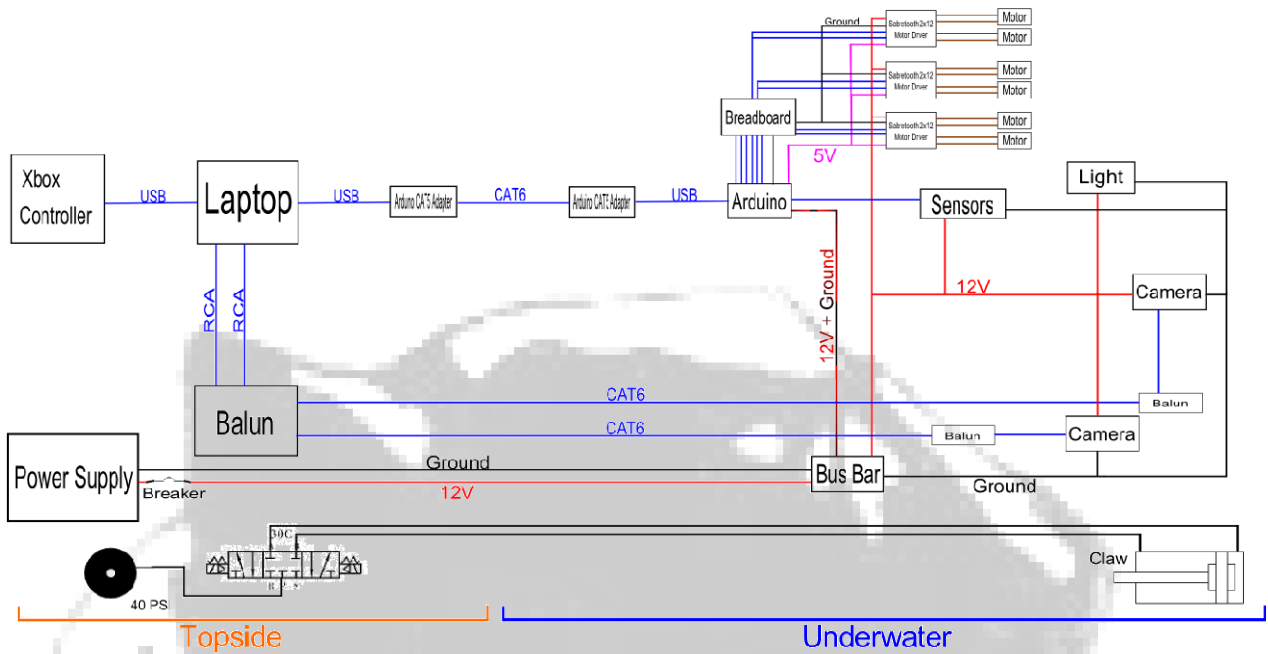 Ground
Sabretooth 2x12
Motor Driver
Motor
Motor
Sabretooth 2x12
Motor Driver
Motor
Motor
Breadboard
Sabretooth 2x12
Motor Driver
Motor
Motor
5V
Xbox
Controller
USB
Laptop
USB
Arduino CAT5 Adapter
CAT6
Arduino CAT5 Adapter
USB
Arduino
Sensors
Light
RCA
RCA
12V + Ground
12V
Camera
Balun
CAT6
CAT6
Balun
Balun
Camera
Power Supply
Breaker
Ground
12V
Bus Bar
Ground
40 PSI
Claw
Topside
Underwater